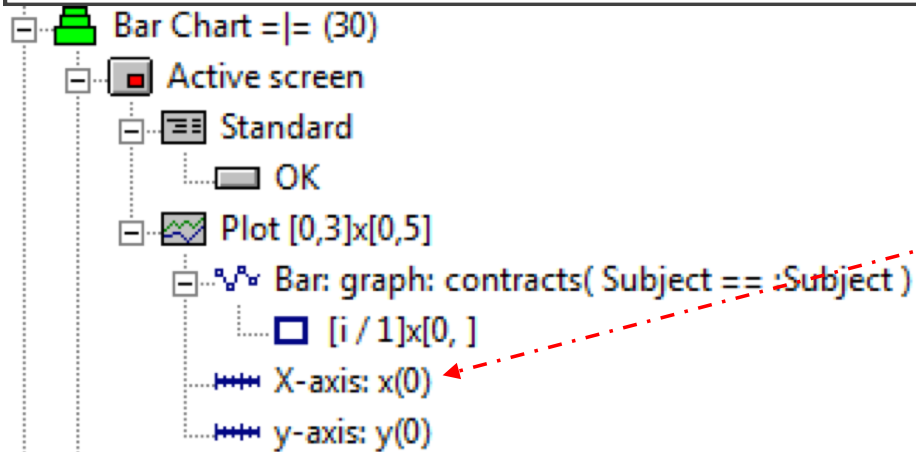 Bar Chart =|= (30)
Active screen
Standard
OK
Plot [0,3]x[0,5]
Bar: graph: contracts( Subject == :Subject )
[i / 1]x[0, ]
X-axis: x(0)
y-axis: y(0)